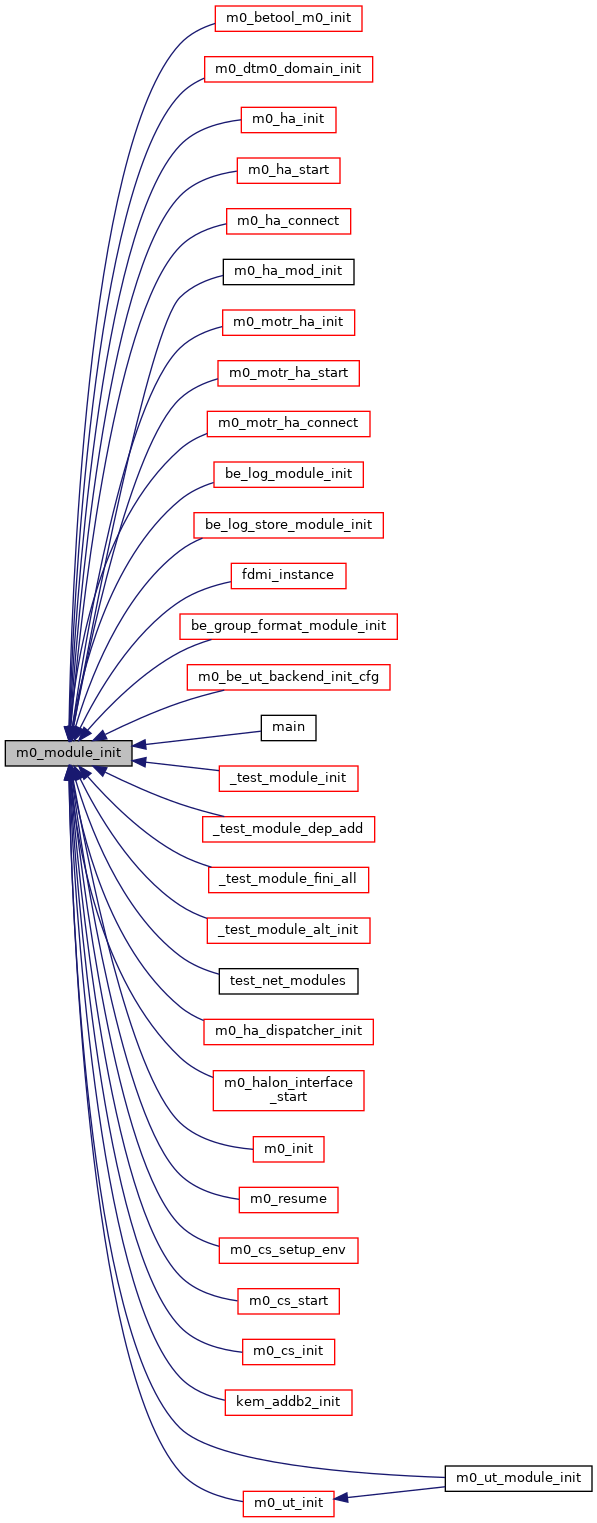 m0_betool_m0_init
m0_dtm0_domain_init
m0_ha_init
m0_ha_start
m0_ha_connect
m0_ha_mod_init
m0_motr_ha_init
m0_motr_ha_start
m0_motr_ha_connect
be_log_module_init
be_log_store_module_init
fdmi_instance
be_group_format_module_init
m0_be_ut_backend_init_cfg
main
m0_module_init
_test_module_init
_test_module_dep_add
_test_module_fini_all
_test_module_alt_init
test_net_modules
m0_ha_dispatcher_init
m0_halon_interface
_start
m0_init
m0_resume
m0_cs_setup_env
m0_cs_start
m0_cs_init
kem_addb2_init
m0_ut_module_init
m0_ut_init